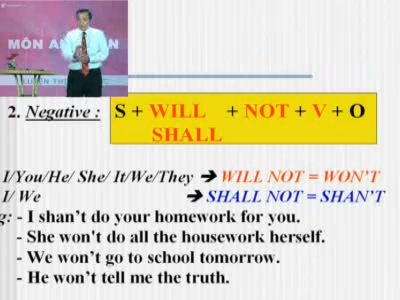 MÔN A
N
2. Negative : S + WILL + NOT + V + O
SHALL
I/You/He/ She/ It/We/They ➔ WILL NOT = WON'T
I/ We ➔ SHALL NOT = SHAN'T
g: - I shan't do your homework for you.
- She won't do all the housework herself.
- We won't go to school tomorrow.
- He won't tell me the truth.